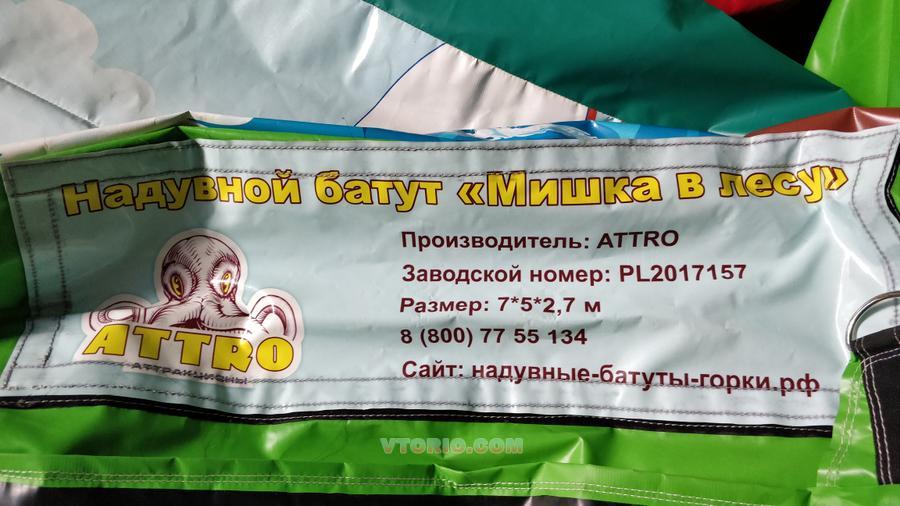 Надувной батут «Мишка в лесу»
Производитель: ATTRO
Заводской номер: PL2017157
Размер: 7*5*2,7 м
8 (800) 77 55 134
Сайт: надувные-батуты-горки.рф
ATTRO
АТТРАКЦИОНЫ
VTORIO.COM